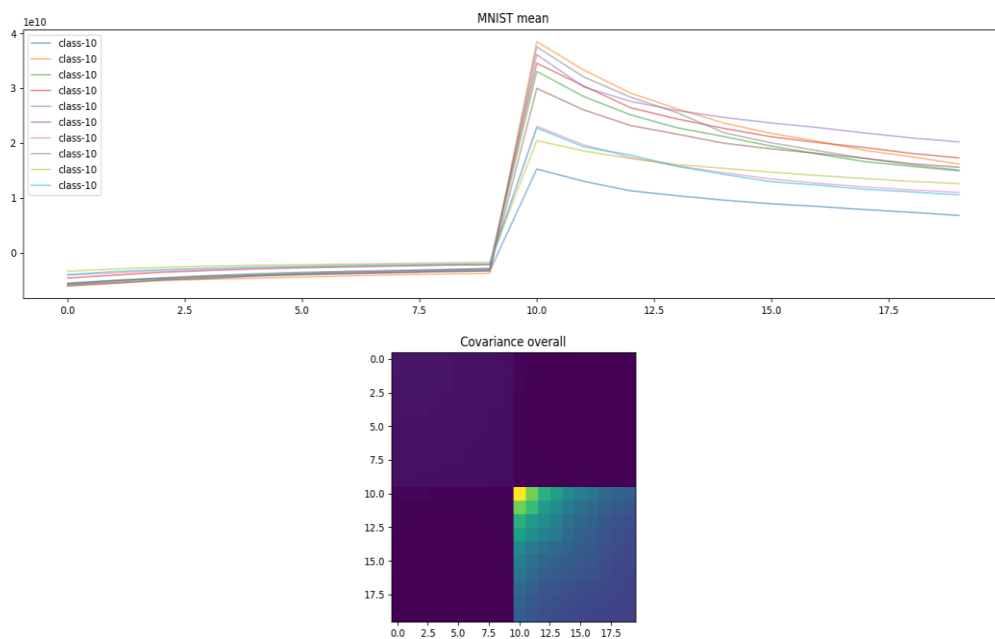 MNIST mean
1e10
4
3
2
1
0
class-10
class-10
class-10
class-10
class-10
class-10
class-10
class-10
class-10
class-10
0.0 2.5 5.0 7.5 10.0 12.5 15.0 17.5
Covariance overall
0.0
2.5
5.0
7.5
10.0
12.5
15.0
17.5
0.0 2.5 5.0 7.5 10.0 12.5 15.0 17.5